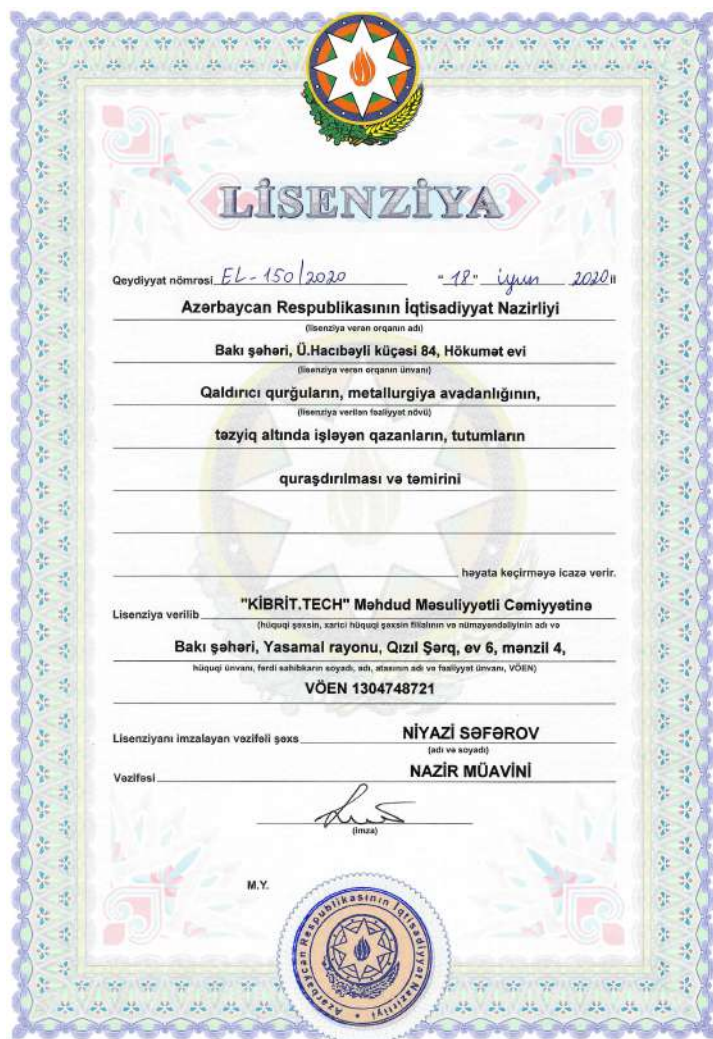 LİSENZİYA
Qeydiyyat nömrəsi EL-150/2020 "18" iyun 2020 il
Azərbaycan Respublikasının İqtisadiyyat Nazirliyi
(lisenziya verən orqanın adı)
Bakı şəhəri, Ü.Hacıbəyli küçəsi 84, Hökumət evi
(lisenziya verən orqanın ünvanı)
Qaldırıcı qurğuların, metallurgiya avadanlığının,
(lisenziya verilən fəaliyyət növü)
təzyiq altında işləyən qazanların, tutumların
quraşdırılması və təmirini
həyata keçirməyə icazə verir.
Lisenziya verilib "KİBRİT.TECH" Məhdud Məsuliyyətli Cəmiyyətinə
(hüquqi şəxsin, xarici hüquqi şəxsin filialının və nümayəndəliyinin adı və
Bakı şəhəri, Yasamal rayonu, Qızıl Şərq, ev 6, mənzil 4,
hüquqi ünvanı, fərdi sahibkarın soyadı, adı, atasının adı və fəaliyyət ünvanı, VÖEN)
VÖEN 1304748721
Lisenziyanı imzalayan vəzifəli şəxs NİYAZİ SƏFƏROV
(adı və soyadı)
Vəzifəsi NAZİR MÜAVİNİ
(imza)
M.Y.
Azərbaycan Respublikasının İqtisadiyyat Nazirliyi